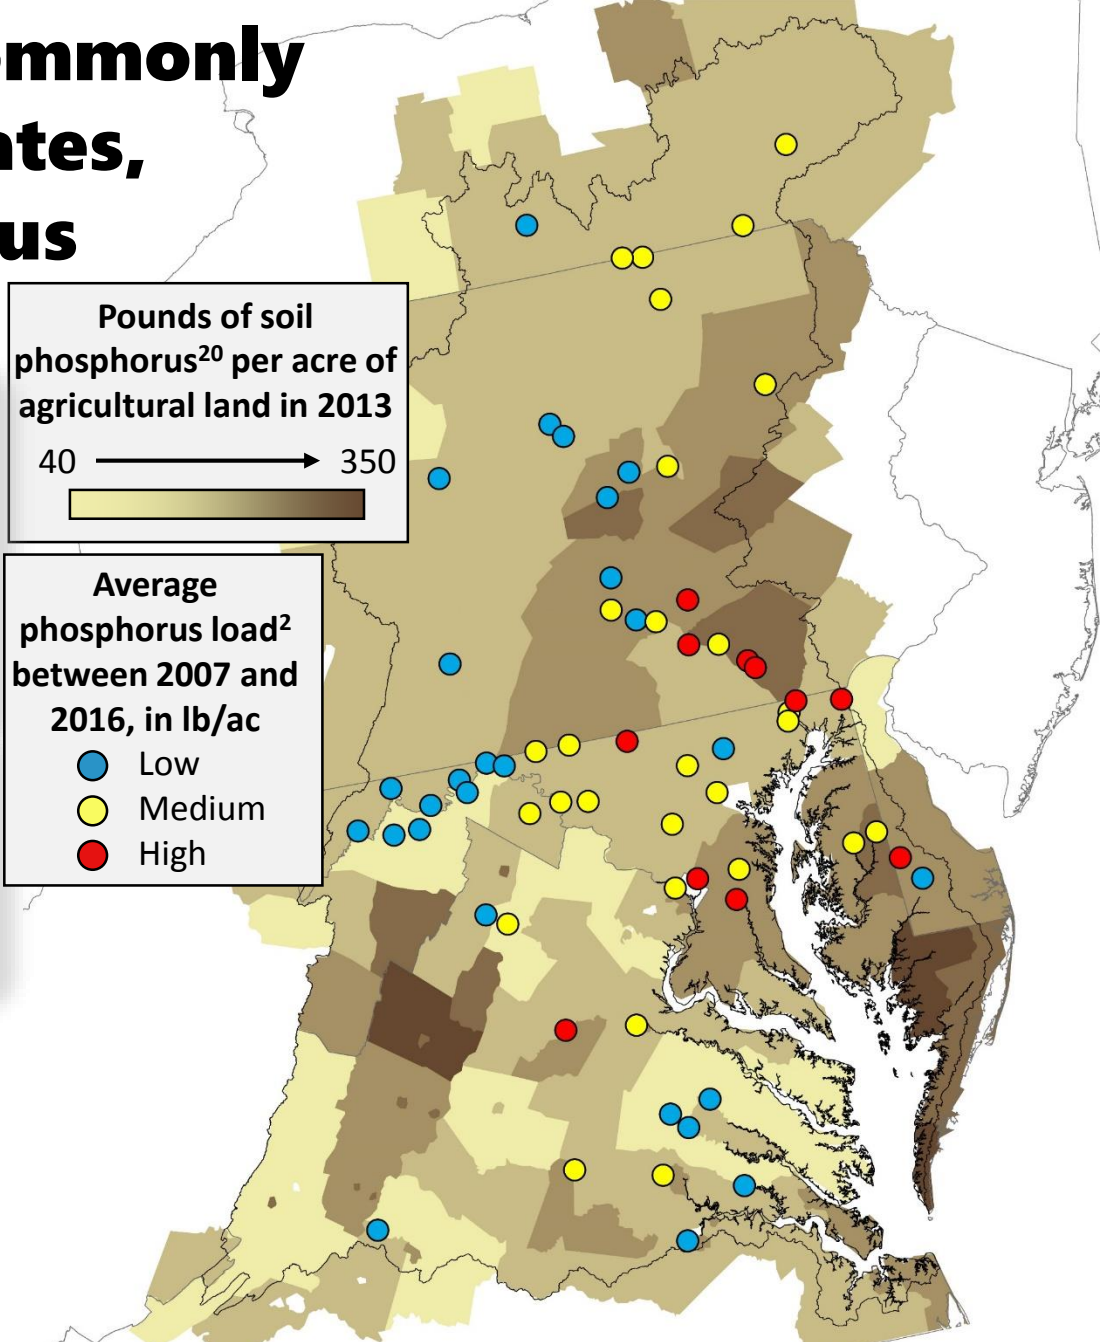 mmonly
tes,
us
Pounds of soil
phosphorus20 per acre of
agricultural land in 2013
40 350
Average
phosphorus load2
between 2007 and
2016, in lb/ac
Low
Medium
High